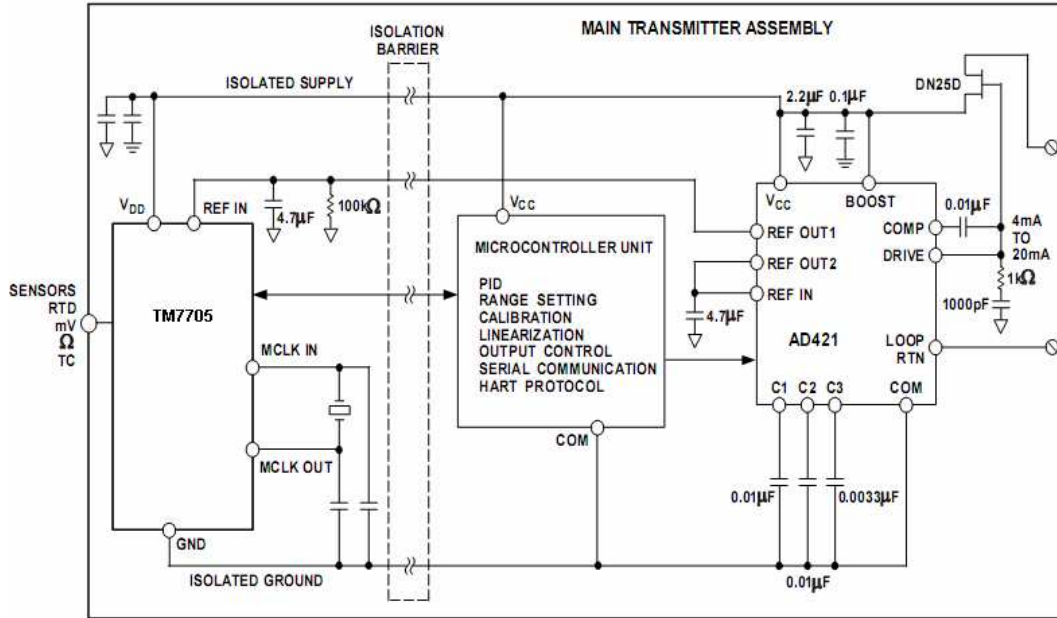 ISOLATION
BARRIER
MAIN TRANSMITTER ASSEMBLY
ISOLATED SUPPLY
DN25D
2.2µF
0.1µF
VDD
REF IN
4.7µF
100kΩ
VCC
VCC
BOOST
0.01µF
COMP
4mA
TO
20mA
DRIVE
1kΩ
1000pF
REF OUT1
REF OUT2
REF IN
4.7µF
AD421
LOOP
RTN
C1
C2
C3
COM
MICROCONTROLLER UNIT
PID
RANGE SETTING
CALIBRATION
LINEARIZATION
OUTPUT CONTROL
SERIAL COMMUNICATION
HART PROTOCOL
COM
SENSORS
RTD
mV
Ω
TC
TM7705
MCLK IN
MCLK OUT
GND
0.01µF
0.0033µF
0.01µF
ISOLATED GROUND